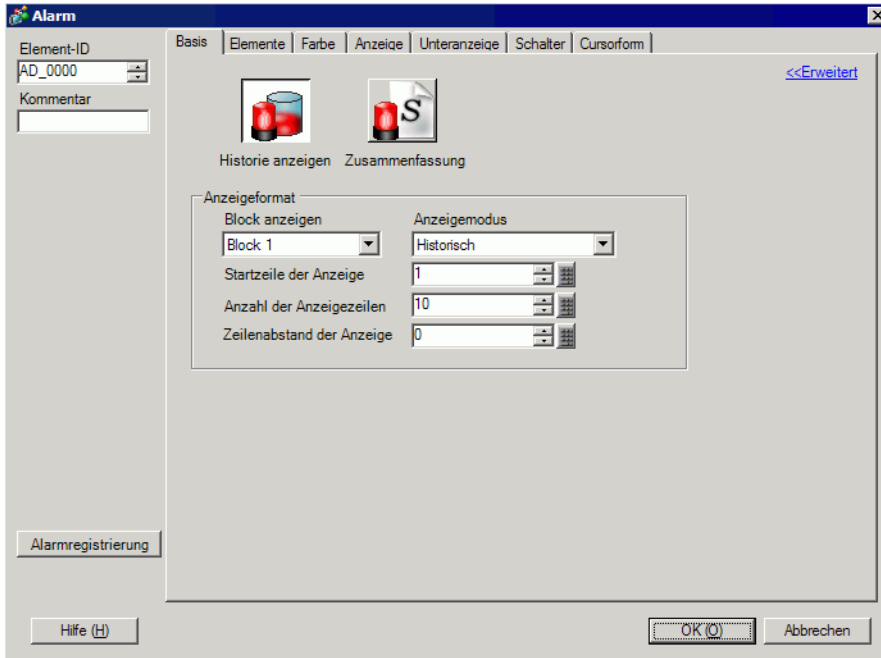 Alarm
Element-ID
AD_0000
Kommentar
Basis Elemente Farbe Anzeige Unteranzeige Schalter Cursorform
<<Erweitert
S
Historie anzeigen Zusammenfassung
Anzeigeformat
Block anzeigen Anzeigemodus
Block 1 Historisch
Startzeile der Anzeige 1
Anzahl der Anzeigezeilen 10
Zeilenabstand der Anzeige 0
Alarmregistrierung
Hilfe (H) OK (O) Abbrechen